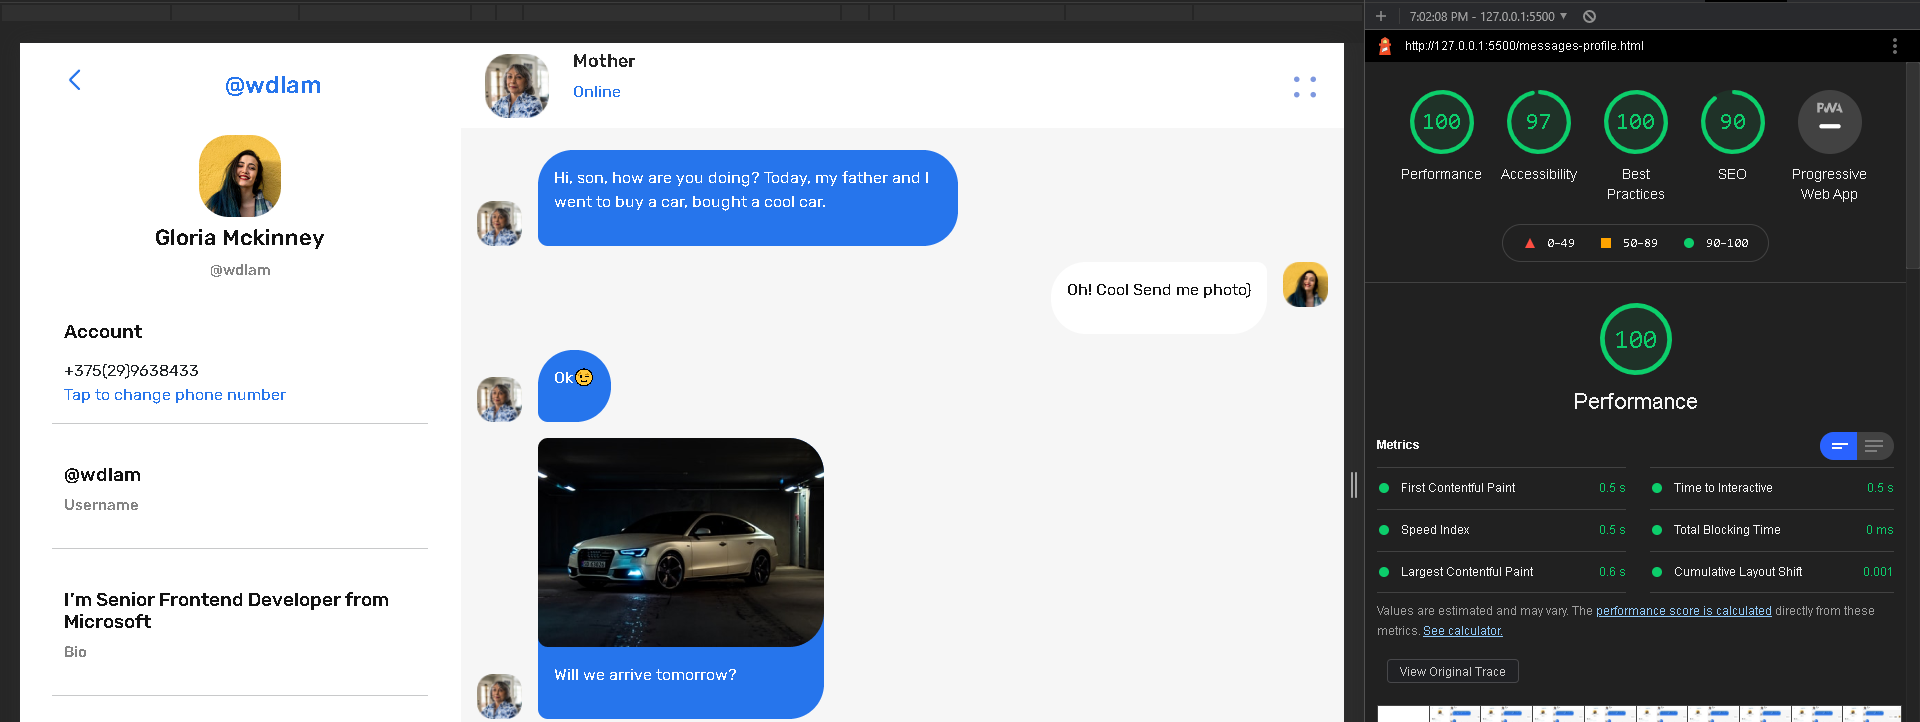 @wdlam
Gloria Mckinney
@wdlam
Account
+375(29)9638433
Tap to change phone number
@wdlam
Username
I'm Senior Frontend Developer from
Microsoft
Bio
Mother
Online
Hi, son, how are you doing? Today, my father and I
went to buy a car, bought a cool car.
Oh! Cool Send me photo)
Ok😉
Will we arrive tomorrow?
7:02:08 PM - 127.0.0.1:5500
http://127.0.0.1:5500/messages-profile.html
100
Performance
97
Accessibility
100
Best
Practices
90
SEO
PWA
Progressive
Web App
0–49
50–89
90–100
100
Performance
Metrics
First Contentful Paint 0.5 s
Time to Interactive 0.5 s
Speed Index 0.5 s
Total Blocking Time 0 ms
Largest Contentful Paint 0.6 s
Cumulative Layout Shift 0.001
Values are estimated and may vary. The performance score is calculated directly from these
metrics. See calculator.
View Original Trace